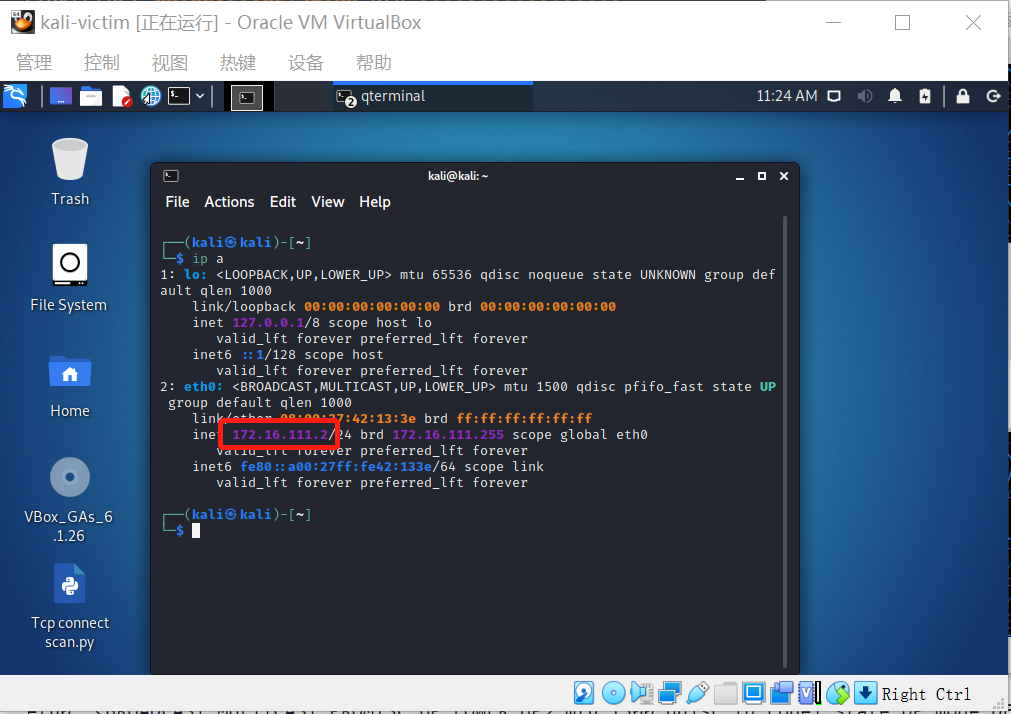 kali-victim [正在运行] - Oracle VM VirtualBox
管理 控制 视图 热键 设备 帮助
qterminal 11:24 AM
2
Trash
File System
Home
VBox_GAs_6
.1.26
Tcp connect
scan.py
kali@kali: ~
File Actions Edit View Help
┌──(kali㉿kali)-[~]
└─$ ip a
1: lo: <LOOPBACK,UP,LOWER_UP> mtu 65536 qdisc noqueue state UNKNOWN group def
ault qlen 1000
link/loopback 00:00:00:00:00:00 brd 00:00:00:00:00:00
inet 127.0.0.1/8 scope host lo
valid_lft forever preferred_lft forever
inet6 ::1/128 scope host
valid_lft forever preferred_lft forever
2: eth0: <BROADCAST,MULTICAST,UP,LOWER_UP> mtu 1500 qdisc pfifo_fast state UP
group default qlen 1000
link/ether 08:00:27:42:13:3e brd ff:ff:ff:ff:ff:ff
inet 172.16.111.2/24 brd 172.16.111.255 scope global eth0
valid_lft forever preferred_lft forever
inet6 fe80::a00:27ff:fe42:133e/64 scope link
valid_lft forever preferred_lft forever
┌──(kali㉿kali)-[~]
└─$
Right Ctrl